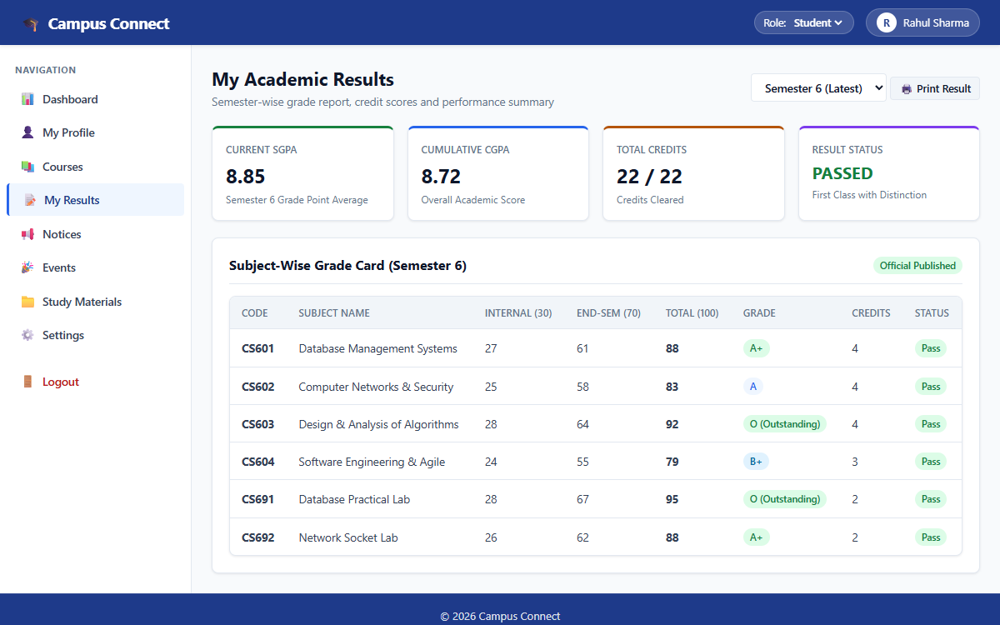 Campus Connect
Role: Student
R Rahul Sharma
NAVIGATION
Dashboard
My Profile
Courses
My Results
Notices
Events
Study Materials
Settings
Logout
My Academic Results
Semester-wise grade report, credit scores and performance summary
Semester 6 (Latest)
Print Result
CURRENT SGPA
8.85
Semester 6 Grade Point Average
CUMULATIVE CGPA
8.72
Overall Academic Score
TOTAL CREDITS
22 / 22
Credits Cleared
RESULT STATUS
PASSED
First Class with Distinction
Subject-Wise Grade Card (Semester 6)
Official Published
CODE SUBJECT NAME INTERNAL (30) END-SEM (70) TOTAL (100) GRADE CREDITS STATUS
CS601 Database Management Systems 27 61 88 A+ 4 Pass
CS602 Computer Networks & Security 25 58 83 A 4 Pass
CS603 Design & Analysis of Algorithms 28 64 92 O (Outstanding) 4 Pass
CS604 Software Engineering & Agile 24 55 79 B+ 3 Pass
CS691 Database Practical Lab 28 67 95 O (Outstanding) 2 Pass
CS692 Network Socket Lab 26 62 88 A+ 2 Pass
© 2026 Campus Connect